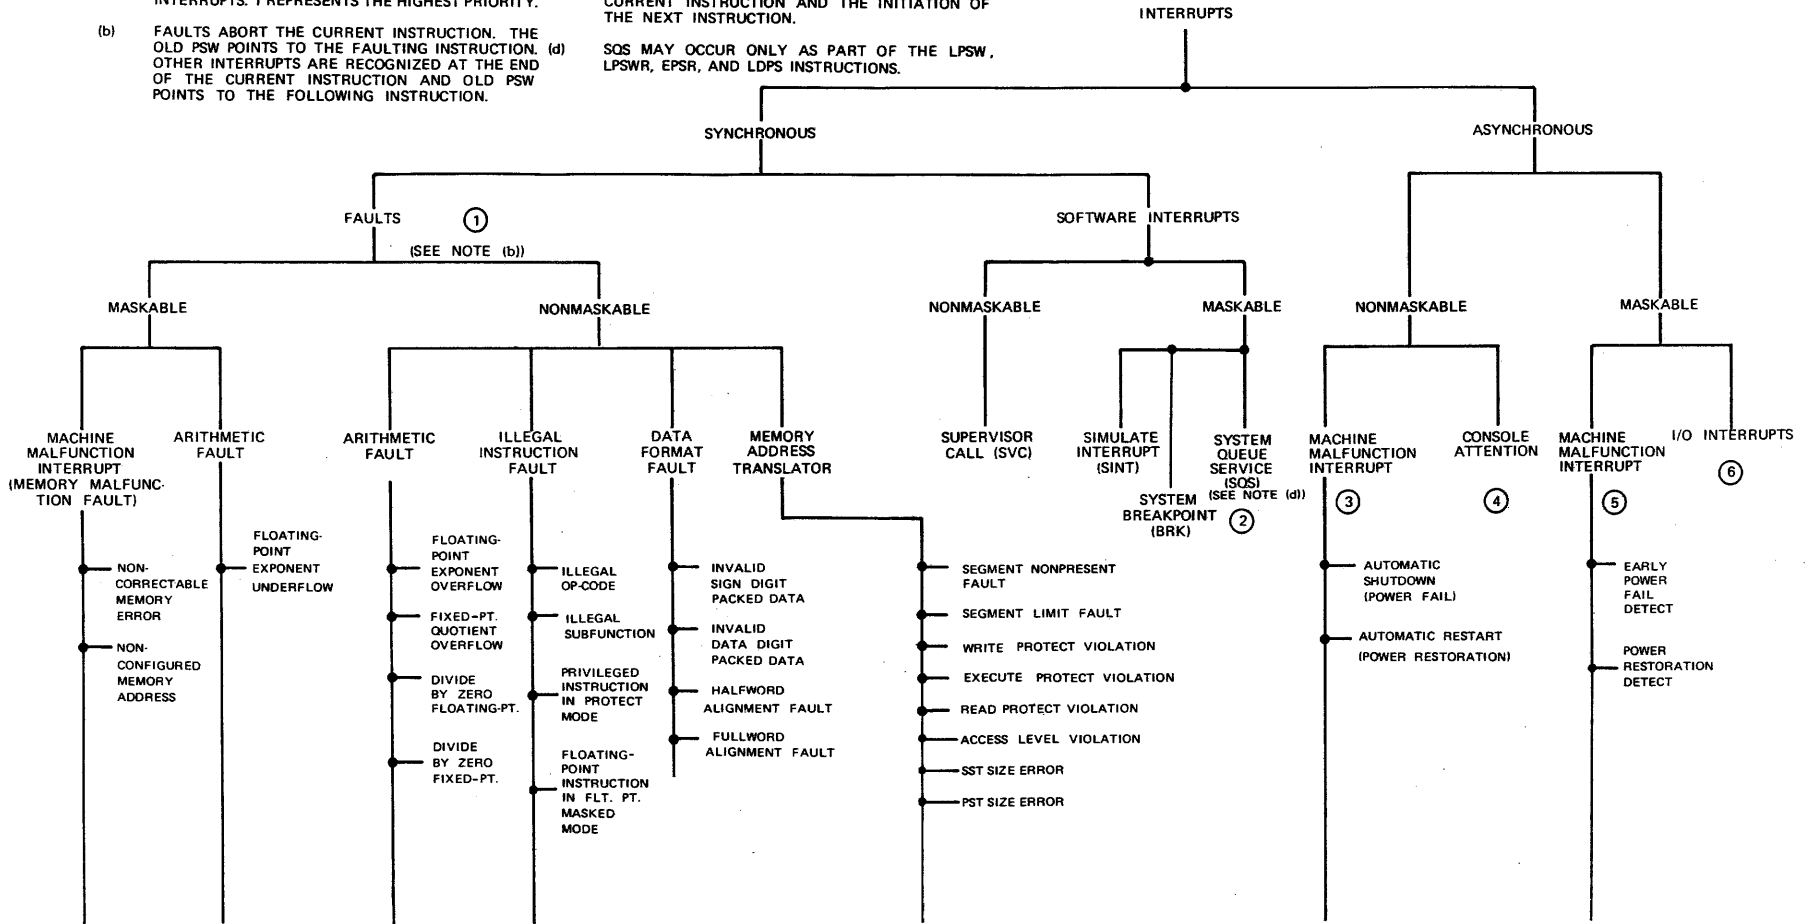 INTERRUPTS. 1 REPRESENTS THE HIGHEST PRIORITY.
(b) FAULTS ABORT THE CURRENT INSTRUCTION. THE
OLD PSW POINTS TO THE FAULTING INSTRUCTION.
OTHER INTERRUPTS ARE RECOGNIZED AT THE END
OF THE CURRENT INSTRUCTION AND OLD PSW
POINTS TO THE FOLLOWING INSTRUCTION.
CURRENT INSTRUCTION AND THE INITIATION OF
THE NEXT INSTRUCTION.
(d) SQS MAY OCCUR ONLY AS PART OF THE LPSW,
LPSWR, EPSR, AND LDPS INSTRUCTIONS.
INTERRUPTS
SYNCHRONOUS
ASYNCHRONOUS
FAULTS
1
(SEE NOTE (b))
SOFTWARE INTERRUPTS
MASKABLE
NONMASKABLE
NONMASKABLE
MASKABLE
NONMASKABLE
MASKABLE
MACHINE
MALFUNCTION
INTERRUPT
(MEMORY MALFUNC-
TION FAULT)
ARITHMETIC
FAULT
ARITHMETIC
FAULT
ILLEGAL
INSTRUCTION
FAULT
DATA
FORMAT
FAULT
MEMORY
ADDRESS
TRANSLATOR
SUPERVISOR
CALL (SVC)
SIMULATE
INTERRUPT
(SINT)
SYSTEM
BREAKPOINT
(BRK)
SYSTEM
QUEUE
SERVICE
(SQS)
(SEE NOTE (d))
2
MACHINE
MALFUNCTION
INTERRUPT
3
CONSOLE
ATTENTION
4
MACHINE
MALFUNCTION
INTERRUPT
5
I/O INTERRUPTS
6
NON-
CORRECTABLE
MEMORY
ERROR
NON-
CONFIGURED
MEMORY
ADDRESS
FLOATING-
POINT
EXPONENT
UNDERFLOW
FLOATING-
POINT
EXPONENT
OVERFLOW
FIXED-PT.
QUOTIENT
OVERFLOW
DIVIDE
BY ZERO
FLOATING-PT.
DIVIDE
BY ZERO
FIXED-PT.
ILLEGAL
OP-CODE
ILLEGAL
SUBFUNCTION
PRIVILEGED
INSTRUCTION
IN PROTECT
MODE
FLOATING-
POINT
INSTRUCTION
IN FLT. PT.
MASKED
MODE
INVALID
SIGN DIGIT
PACKED DATA
INVALID
DATA DIGIT
PACKED DATA
HALFWORD
ALIGNMENT FAULT
FULLWORD
ALIGNMENT FAULT
SEGMENT NONPRESENT
FAULT
SEGMENT LIMIT FAULT
WRITE PROTECT VIOLATION
EXECUTE PROTECT VIOLATION
READ PROTECT VIOLATION
ACCESS LEVEL VIOLATION
SST SIZE ERROR
PST SIZE ERROR
AUTOMATIC
SHUTDOWN
(POWER FAIL)
AUTOMATIC RESTART
(POWER RESTORATION)
EARLY
POWER
FAIL
DETECT
POWER
RESTORATION
DETECT